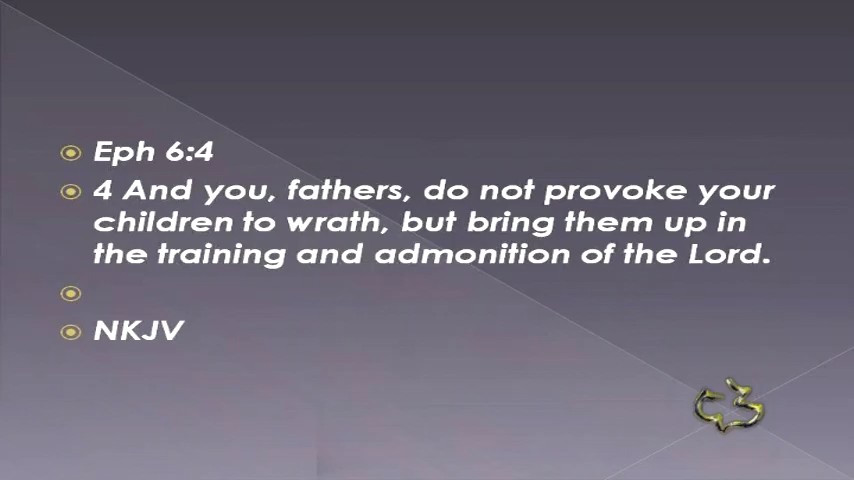 Eph 6:4
4 And you, fathers, do not provoke your
children to wrath, but bring them up in
the training and admonition of the Lord.
NKJV